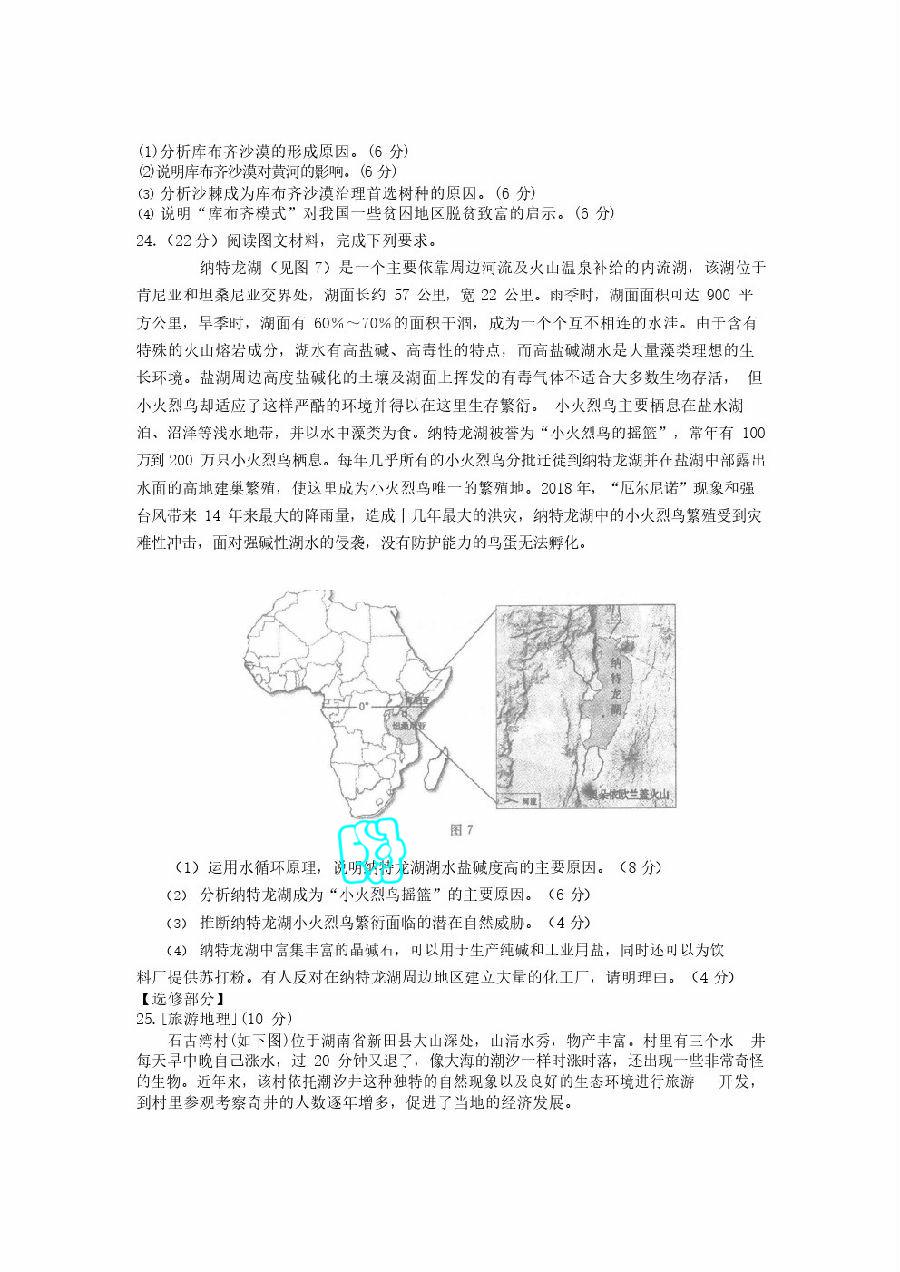 (1)分析库布齐沙漠的形成原因。(6 分)
(2)说明库布齐沙漠对黄河的影响。(6 分)
(3) 分析沙棘成为库布齐沙漠治理首选树种的原因。(6 分)
(4) 说明“库布齐模式”对我国一些贫困地区脱贫致富的启示。(6 分)
24.（22 分）阅读图文材料，完成下列要求。
纳特龙湖（见图 7）是一个主要依靠周边河流及火山温泉补给的内流湖，该湖位于
肯尼亚和坦桑尼亚交界处，湖面长约 57 公里，宽 22 公里。雨季时，湖面面积可达 900 平
方公里，旱季时，湖面有 60%～70%的面积干涸，成为一个个互不相连的水洼。由于含有
特殊的火山熔岩成分，湖水有高盐碱、高毒性的特点，而高盐碱湖水是大量藻类理想的生
长环境。盐湖周边高度盐碱化的土壤及湖面上挥发的有毒气体不适合大多数生物存活， 但
小火烈鸟却适应了这样严酷的环境并得以在这里生存繁衍。 小火烈鸟主要栖息在盐水湖
泊、沼泽等浅水地带，并以水中藻类为食。纳特龙湖被誉为“小火烈鸟的摇篮”，常年有 100
万到 200 万只小火烈鸟栖息。每年几乎所有的小火烈鸟分批迁徙到纳特龙湖并在盐湖中部露出
水面的高地建巢繁殖，使这里成为小火烈鸟唯一的繁殖地。2018 年，“厄尔尼诺”现象和强
台风带来 14 年来最大的降雨量，造成十几年最大的洪灾，纳特龙湖中的小火烈鸟繁殖受到灾
难性冲击，面对强碱性湖水的侵袭，没有防护能力的鸟蛋无法孵化。
0°
坦桑尼亚
纳特龙湖
河流
图 7
（1）运用水循环原理，说明纳特龙湖湖水盐碱度高的主要原因。（8 分）
（2） 分析纳特龙湖成为“小火烈鸟摇篮”的主要原因。（6 分）
（3） 推断纳特龙湖小火烈鸟繁衍面临的潜在自然威胁。（4 分）
（4） 纳特龙湖中富集丰富的晶碱石，可以用于生产纯碱和工业用盐，同时还可以为饮
料厂提供苏打粉。有人反对在纳特龙湖周边地区建立大量的化工厂，请明理由。（4 分）
【选修部分】
25.[旅游地理](10 分)
石古湾村(如下图)位于湖南省新田县大山深处，山清水秀，物产丰富。村里有三个水 井
每天早中晚自己涨水，过 20 分钟又退了，像大海的潮汐一样时涨时落，还出现一些非常奇怪
的生物。近年来，该村依托潮汐井这种独特的自然现象以及良好的生态环境进行旅游 开发，
到村里参观考察奇井的人数逐年增多，促进了当地的经济发展。